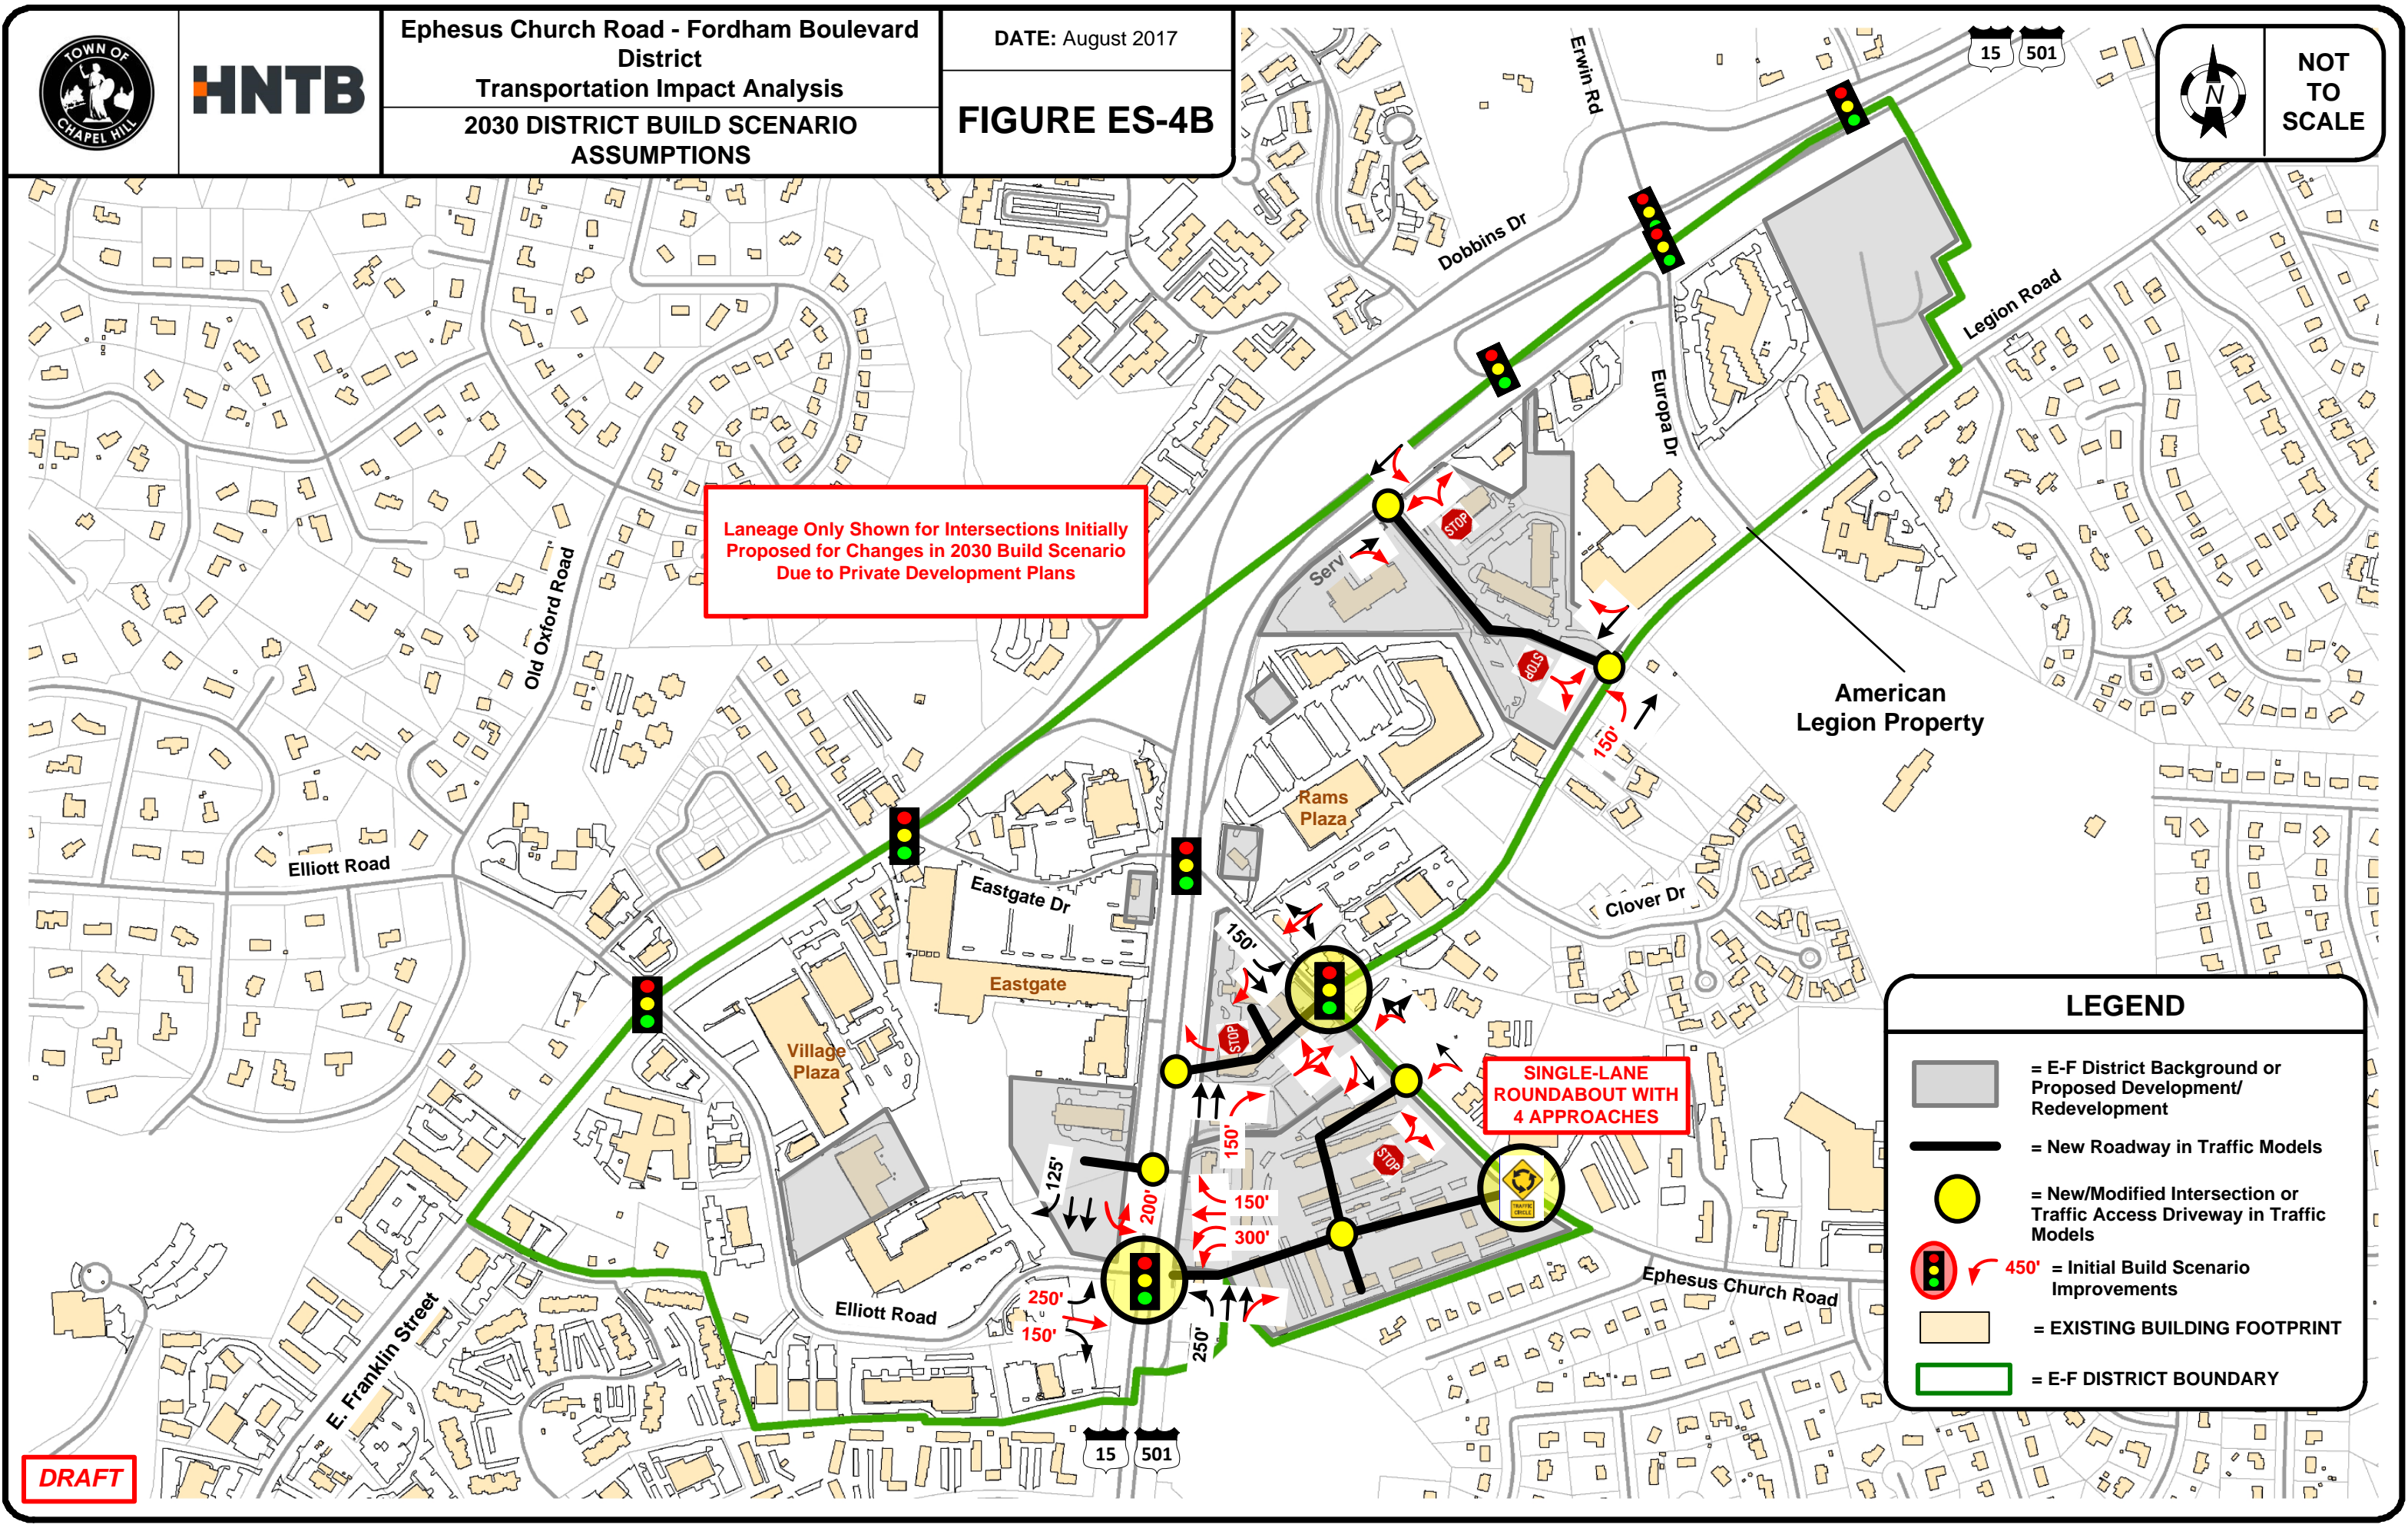 TOWN OF
CHAPEL HILL
HNTB
Ephesus Church Road - Fordham Boulevard
District
Transportation Impact Analysis
2030 DISTRICT BUILD SCENARIO
ASSUMPTIONS
DATE: August 2017
FIGURE ES-4B
15 501
N
NOT
TO
SCALE
Erwin Rd
Dobbins Dr
Legion Road
Europa Dr
Laneage Only Shown for Intersections Initially
Proposed for Changes in 2030 Build Scenario
Due to Private Development Plans
STOP
Serv
Old Oxford Road
STOP
American
Legion Property
150'
Rams
Plaza
Elliott Road
Eastgate Dr
Clover Dr
150'
Eastgate
STOP
Village
Plaza
SINGLE-LANE
ROUNDABOUT WITH
4 APPROACHES
150'
STOP
125'
200'
150'
300'
TRAFFIC
CIRCLE
250'
150'
250'
Elliott Road
Ephesus Church Road
E. Franklin Street
15 501
DRAFT
LEGEND
= E-F District Background or
Proposed Development/
Redevelopment
= New Roadway in Traffic Models
= New/Modified Intersection or
Traffic Access Driveway in Traffic
Models
450' = Initial Build Scenario
Improvements
= EXISTING BUILDING FOOTPRINT
= E-F DISTRICT BOUNDARY